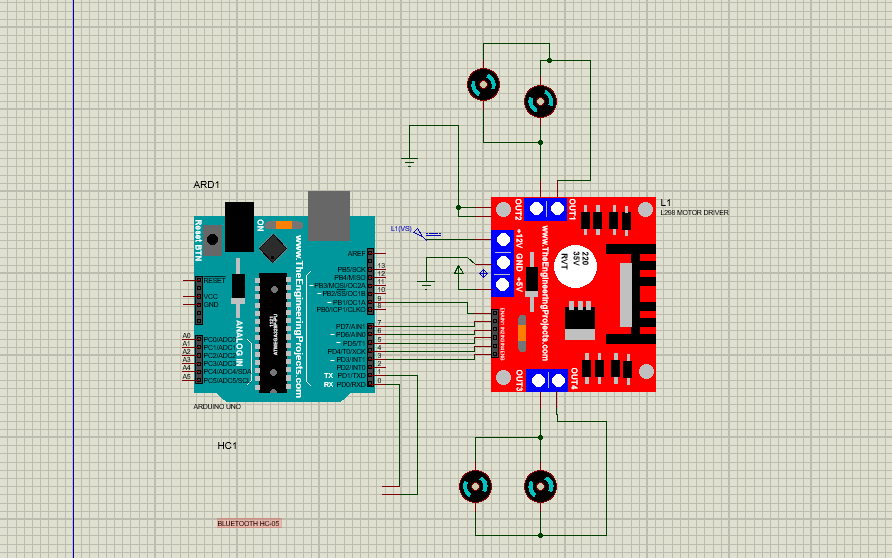 ARD1
Reset BTN
ON
www.TheEngineeringProjects.com
ANALOG IN
AREF
13
PB5/SCK
12
PB4/MISO
11
~PB3/MOSI/OC2A
10
~PB2/SS/OC1B
9
~PB1/OC1A
8
PB0/ICP1/CLKO
7
PD7/AIN1
6
~PD6/AIN0
5
~PD5/T1
4
PD4/T0/XCK
3
~PD3/INT1
2
PD2/INT0
1
TX PD1/TXD
0
RX PD0/RXD
RESET
VCC
GND
A0 PC0/ADC0
A1 PC1/ADC1
A2 PC2/ADC2
A3 PC3/ADC3
A4 PC4/ADC4/SDA
A5 PC5/ADC5/SCL
ARDUINO UNO
HC1
BLUETOOTH HC-05
L1(VS)
L1
L298 MOTOR DRIVER
OUT2
OUT1
+12V
GND
+5V
220
35V
RVT
www.TheEngineeringProjects.com
OUT3
OUT4